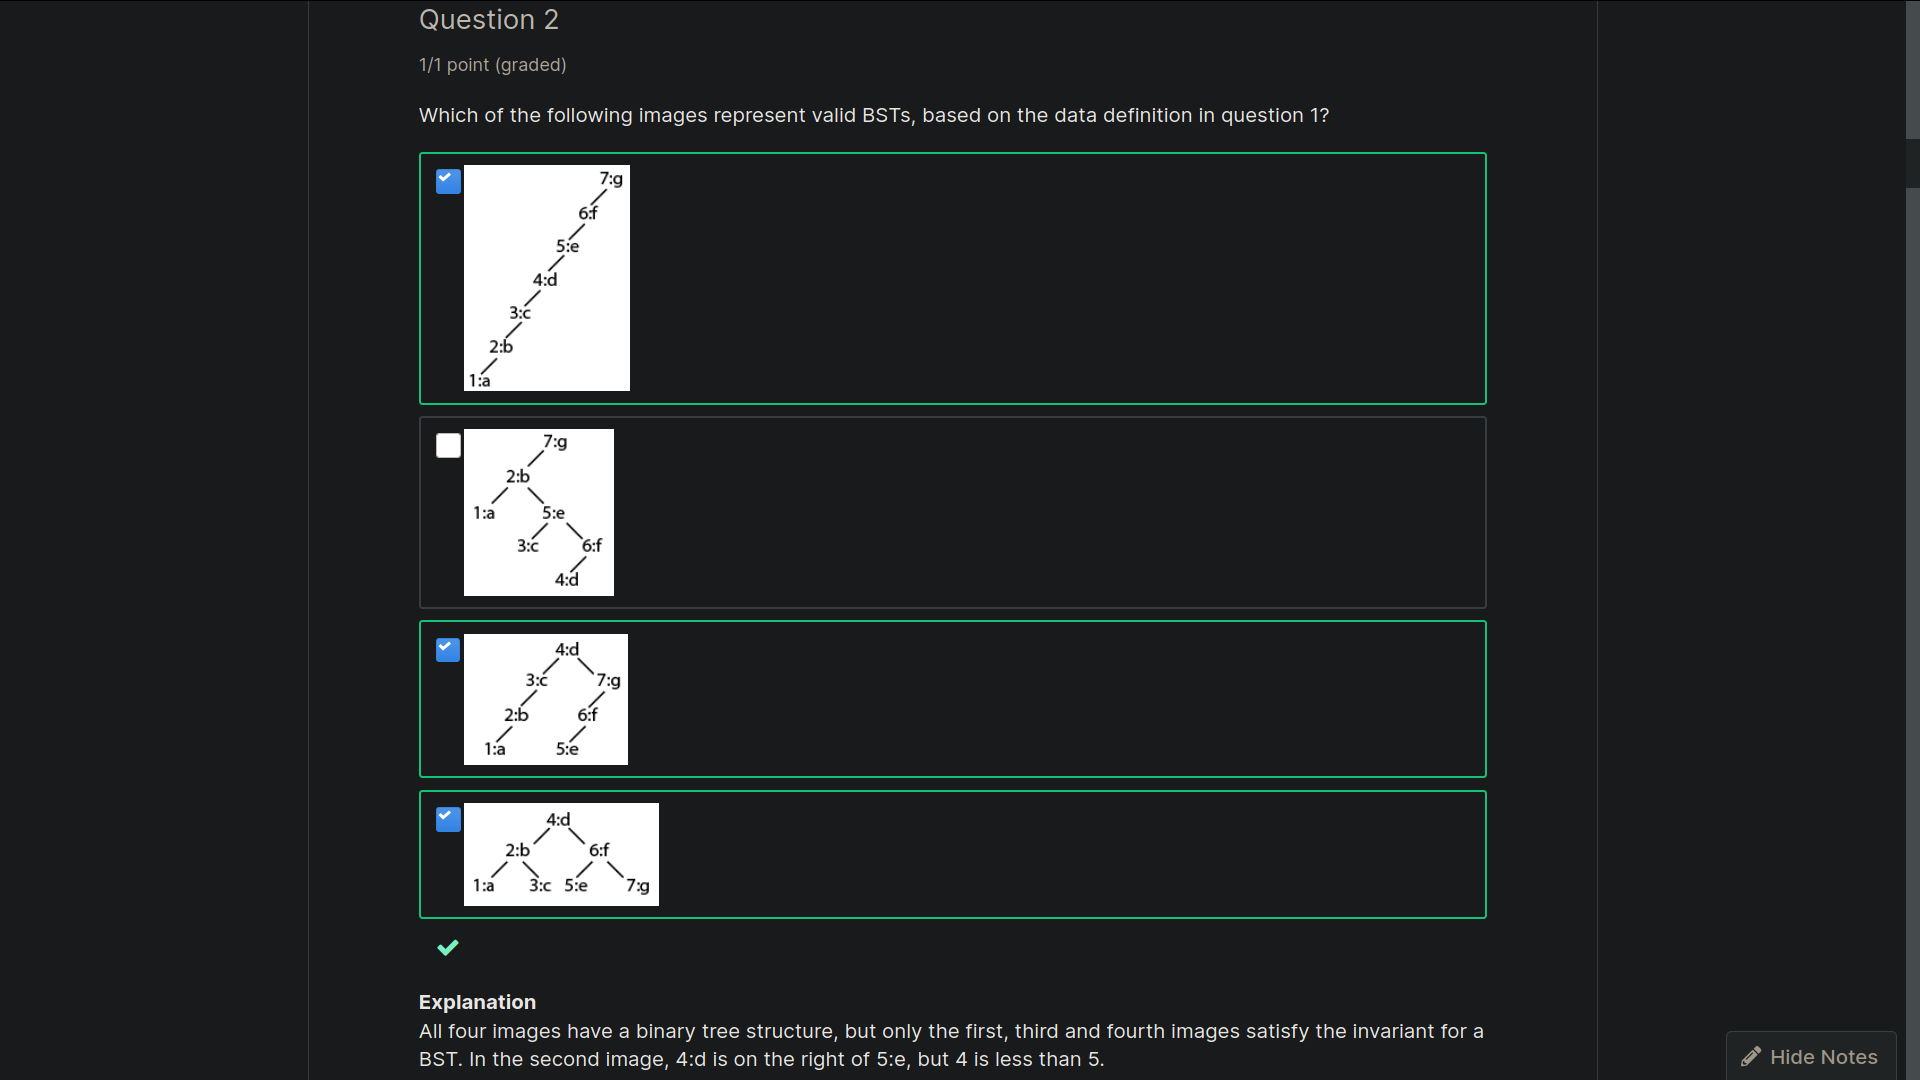 Question 2
1/1 point (graded)
Which of the following images represent valid BSTs, based on the data definition in question 1?
7:g
6:f
5:e
4:d
3:c
2:b
1:a
7:g
2:b
1:a 5:e
3:c 6:f
4:d
4:d
3:c 7:g
2:b 6:f
1:a 5:e
4:d
2:b 6:f
1:a 3:c 5:e 7:g
Explanation
All four images have a binary tree structure, but only the first, third and fourth images satisfy the invariant for a
BST. In the second image, 4:d is on the right of 5:e, but 4 is less than 5.
Hide Notes